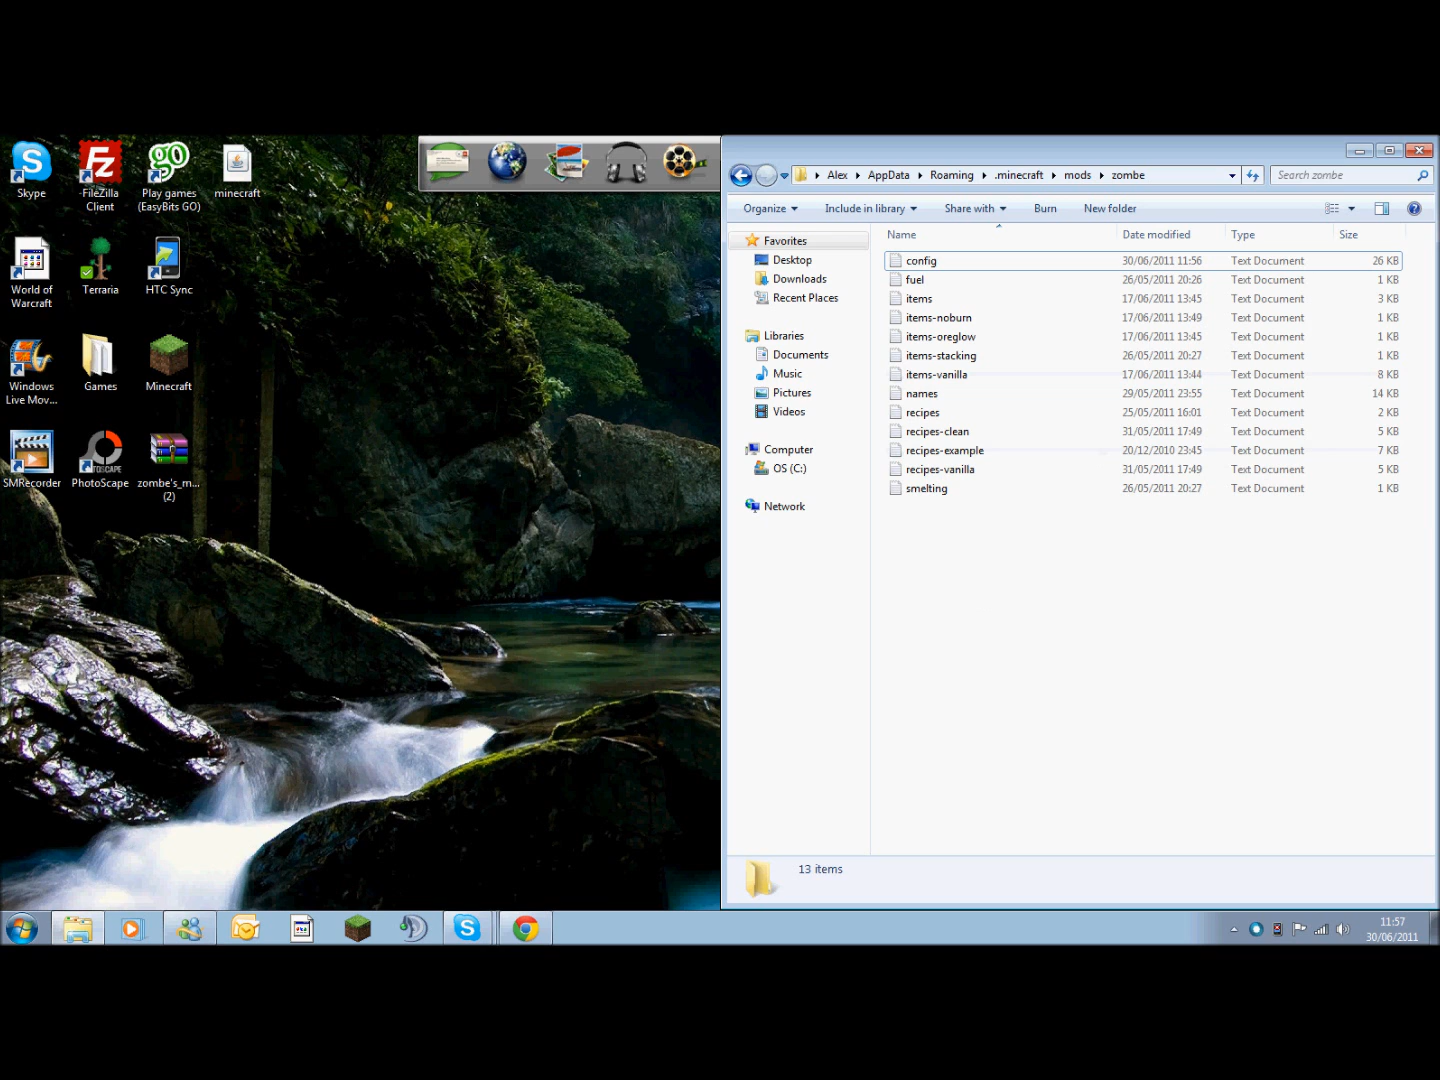 Skype
FileZilla
Client
Play games
(EasyBits GO)
minecraft
World of
Warcraft
Terraria
HTC Sync
Windows
Live Mov...
Games
Minecraft
SMRecorder
PhotoScape
zombe's_m...
(2)
Alex
AppData
Roaming
.minecraft
mods
zombe
Search zombe
Organize
Include in library
Share with
Burn
New folder
Favorites
Desktop
Downloads
Recent Places
Libraries
Documents
Music
Pictures
Videos
Computer
OS (C:)
Network
Name Date modified Type Size
config 30/06/2011 11:56 Text Document 26 KB
fuel 26/05/2011 20:26 Text Document 1 KB
items 17/06/2011 13:45 Text Document 3 KB
items-noburn 17/06/2011 13:49 Text Document 1 KB
items-oreglow 17/06/2011 13:45 Text Document 1 KB
items-stacking 26/05/2011 20:27 Text Document 1 KB
items-vanilla 17/06/2011 13:44 Text Document 8 KB
names 29/05/2011 23:55 Text Document 14 KB
recipes 25/05/2011 16:01 Text Document 2 KB
recipes-clean 31/05/2011 17:49 Text Document 5 KB
recipes-example 20/12/2010 23:45 Text Document 7 KB
recipes-vanilla 31/05/2011 17:49 Text Document 5 KB
smelting 26/05/2011 20:27 Text Document 1 KB
13 items
11:57
30/06/2011